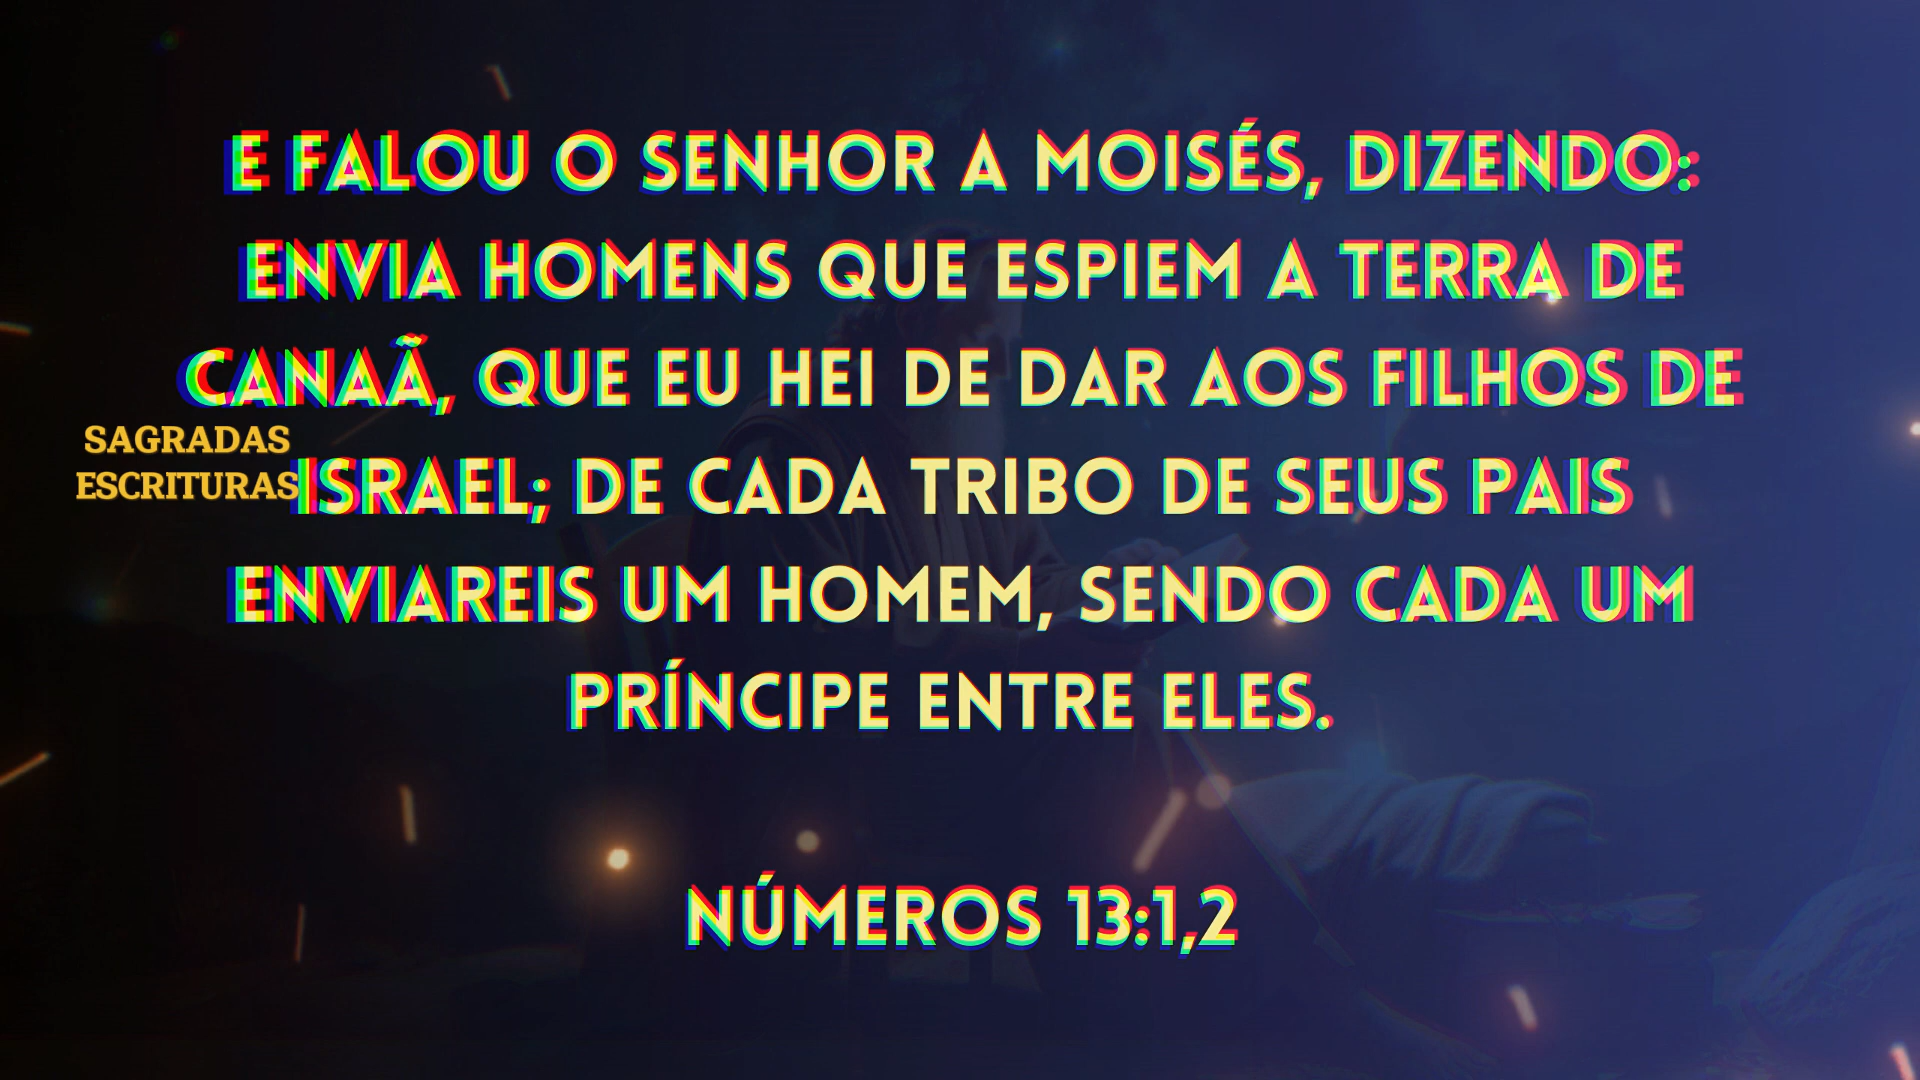 E FALOU O SENHOR A MOISÉS, DIZENDO:
ENVIA HOMENS QUE ESPIEM A TERRA DE
CANAÃ, QUE EU HEI DE DAR AOS FILHOS DE
ISRAEL; DE CADA TRIBO DE SEUS PAIS
ENVIAREIS UM HOMEM, SENDO CADA UM
PRÍNCIPE ENTRE ELES.
NÚMEROS 13:1,2
SAGRADAS
ESCRITURAS